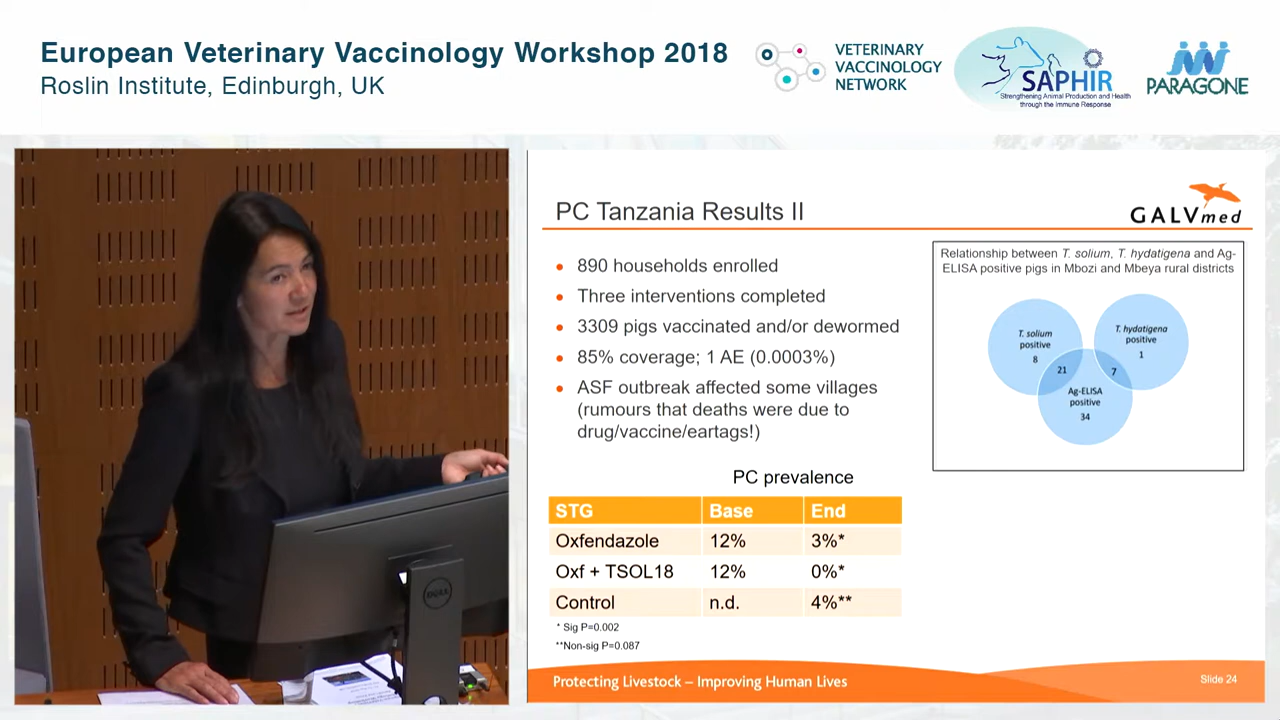 European Veterinary Vaccinology Workshop 2018
Roslin Institute, Edinburgh, UK
VETERINARY
VACCINOLOGY
NETWORK
SAPHIR
Strengthening Animal Production and Health
through the Immune Response
PARAGONE
PC Tanzania Results II
GALVmed
• 890 households enrolled
• Three interventions completed
• 3309 pigs vaccinated and/or dewormed
• 85% coverage; 1 AE (0.0003%)
• ASF outbreak affected some villages
(rumours that deaths were due to
drug/vaccine/eartags!)
Relationship between T. solium, T. hydatigena and Ag-
ELISA positive pigs in Mbozi and Mbeya rural districts
T. solium
positive
8
T. hydatigena
positive
1
21
7
Ag-ELISA
positive
34
PC prevalence
STG Base End
Oxfendazole 12% 3%*
Oxf + TSOL18 12% 0%*
Control n.d. 4%**
* Sig P=0.002
**Non-sig P=0.087
Protecting Livestock – Improving Human Lives
Slide 24
DELL